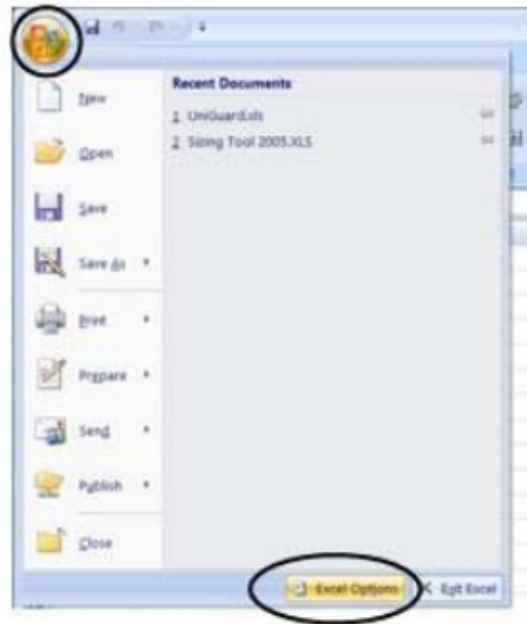 Recent Documents
1 UniGuard.xls
2 Sizing Tool 2005.XLS
New
Open
Save
Save As
Print
Prepare
Send
Publish
Close
Excel Options
Exit Excel